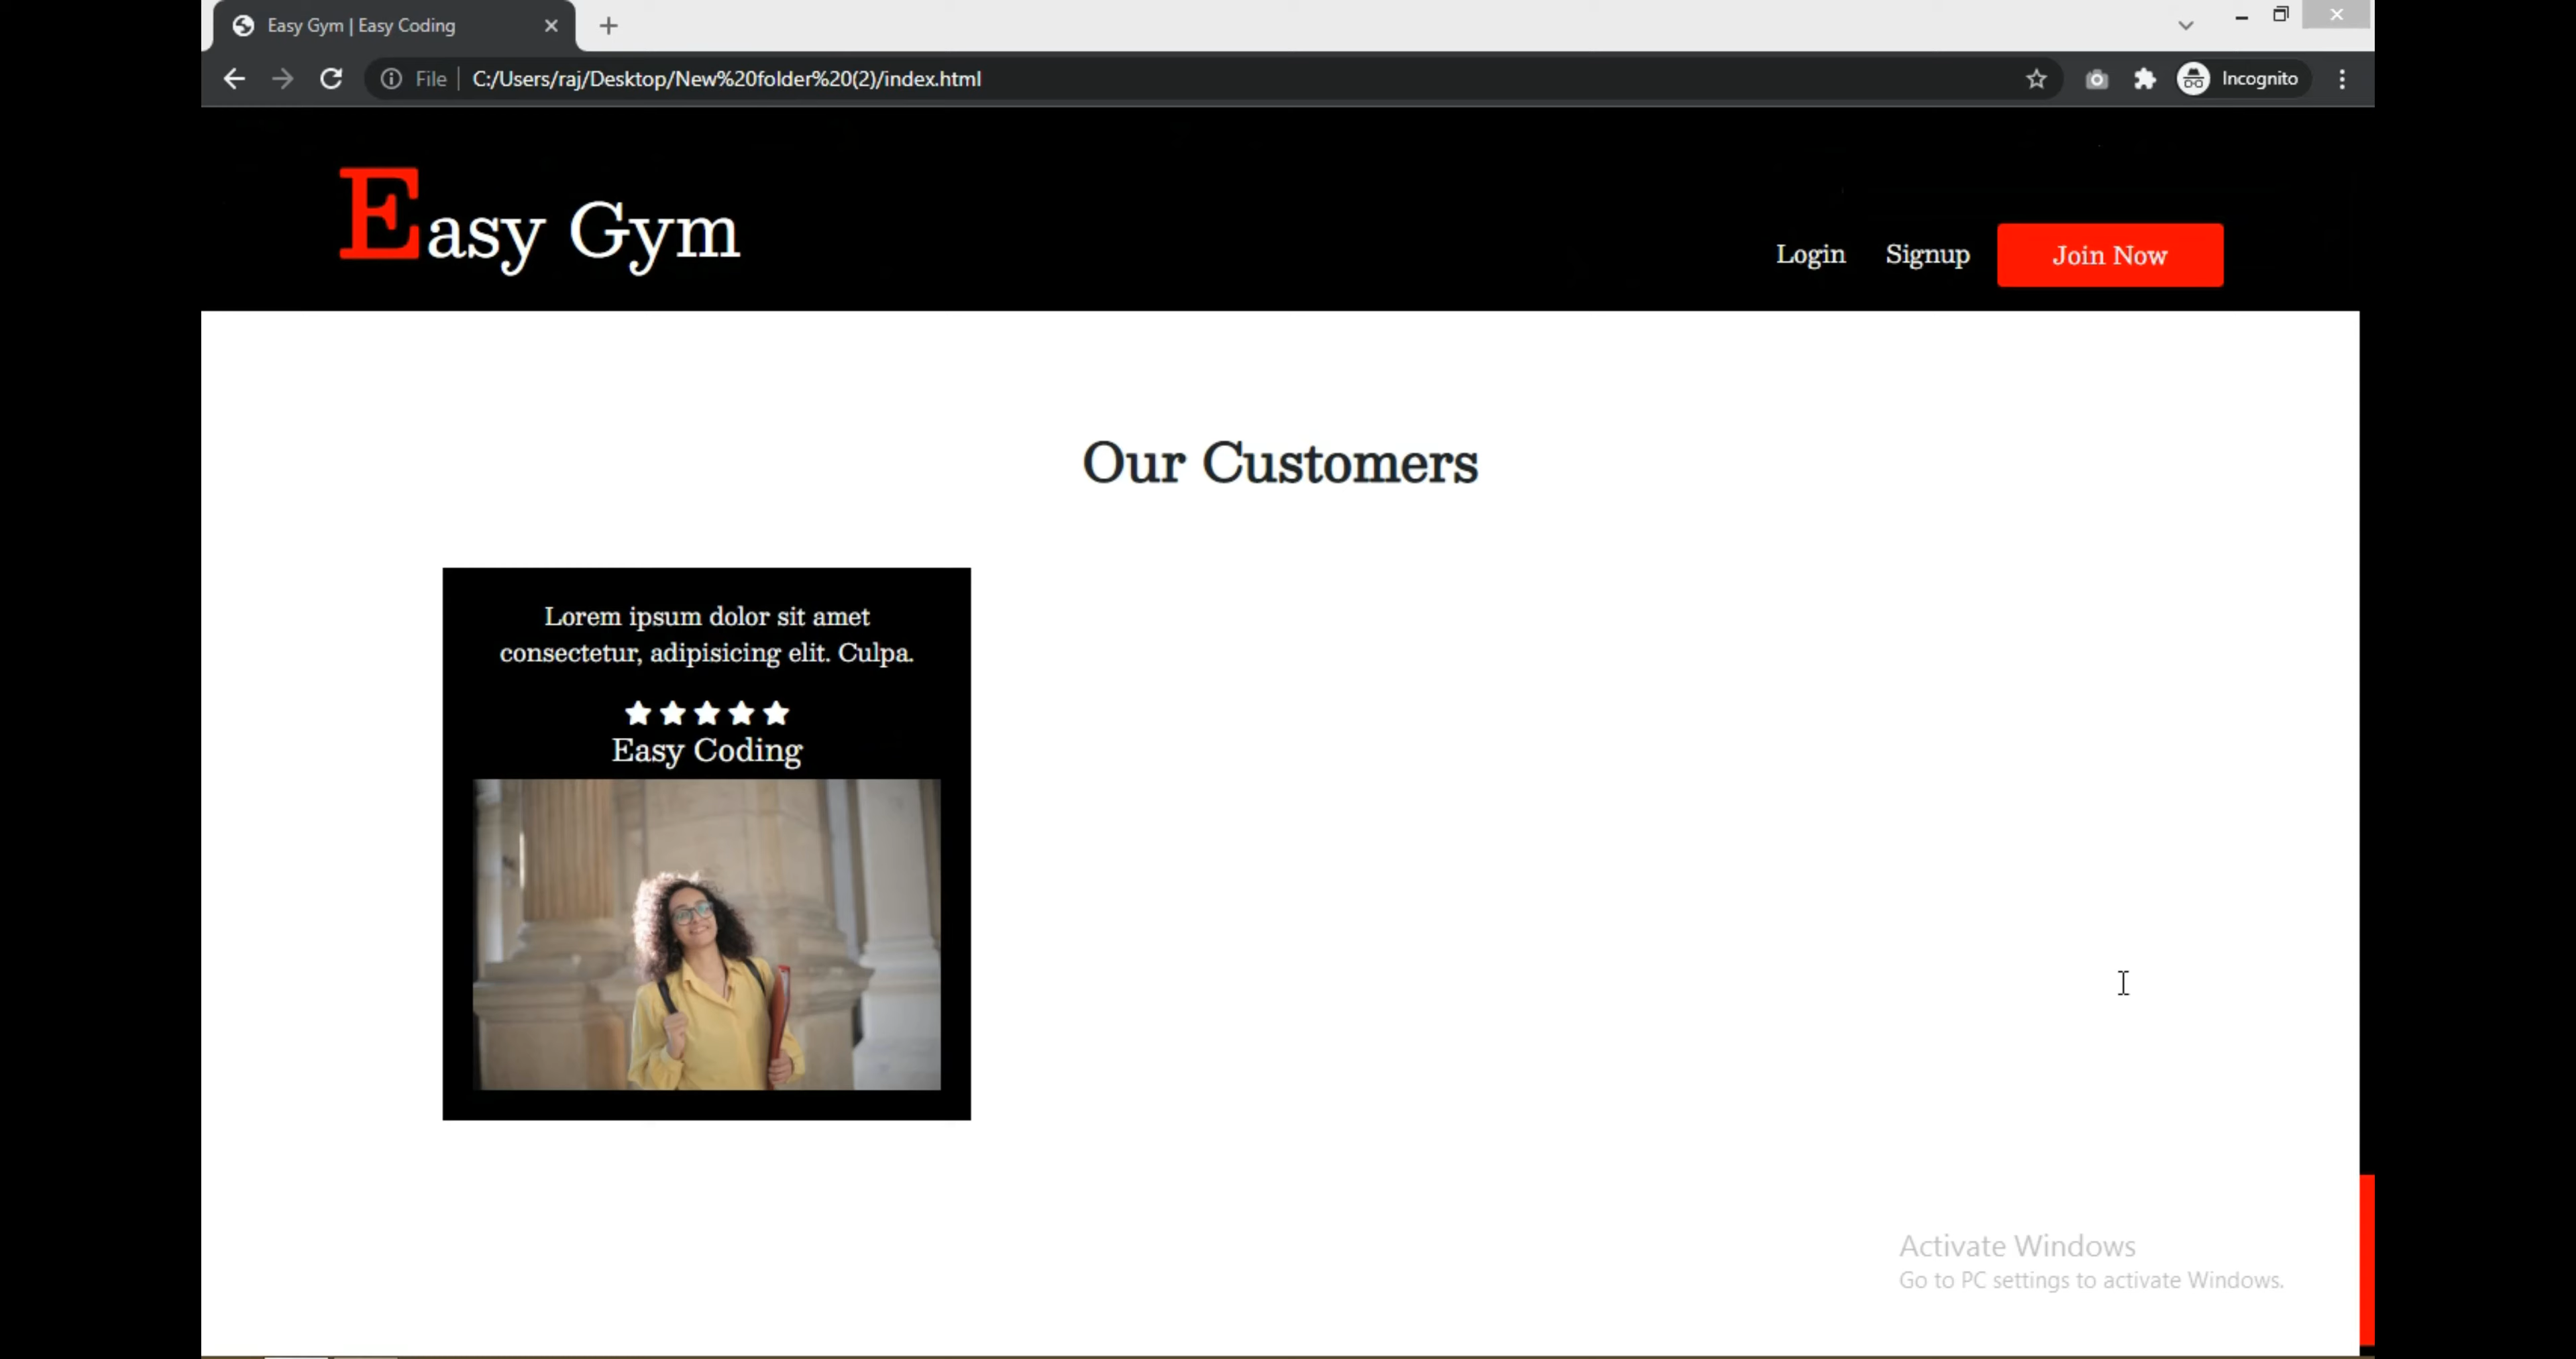 Easy Gym | Easy Coding
File C:/Users/raj/Desktop/New%20folder%20(2)/index.html
Incognito
Easy Gym
Login Signup Join Now
Our Customers
Lorem ipsum dolor sit amet
consectetur, adipisicing elit. Culpa.
Easy Coding
Activate Windows
Go to PC settings to activate Windows.